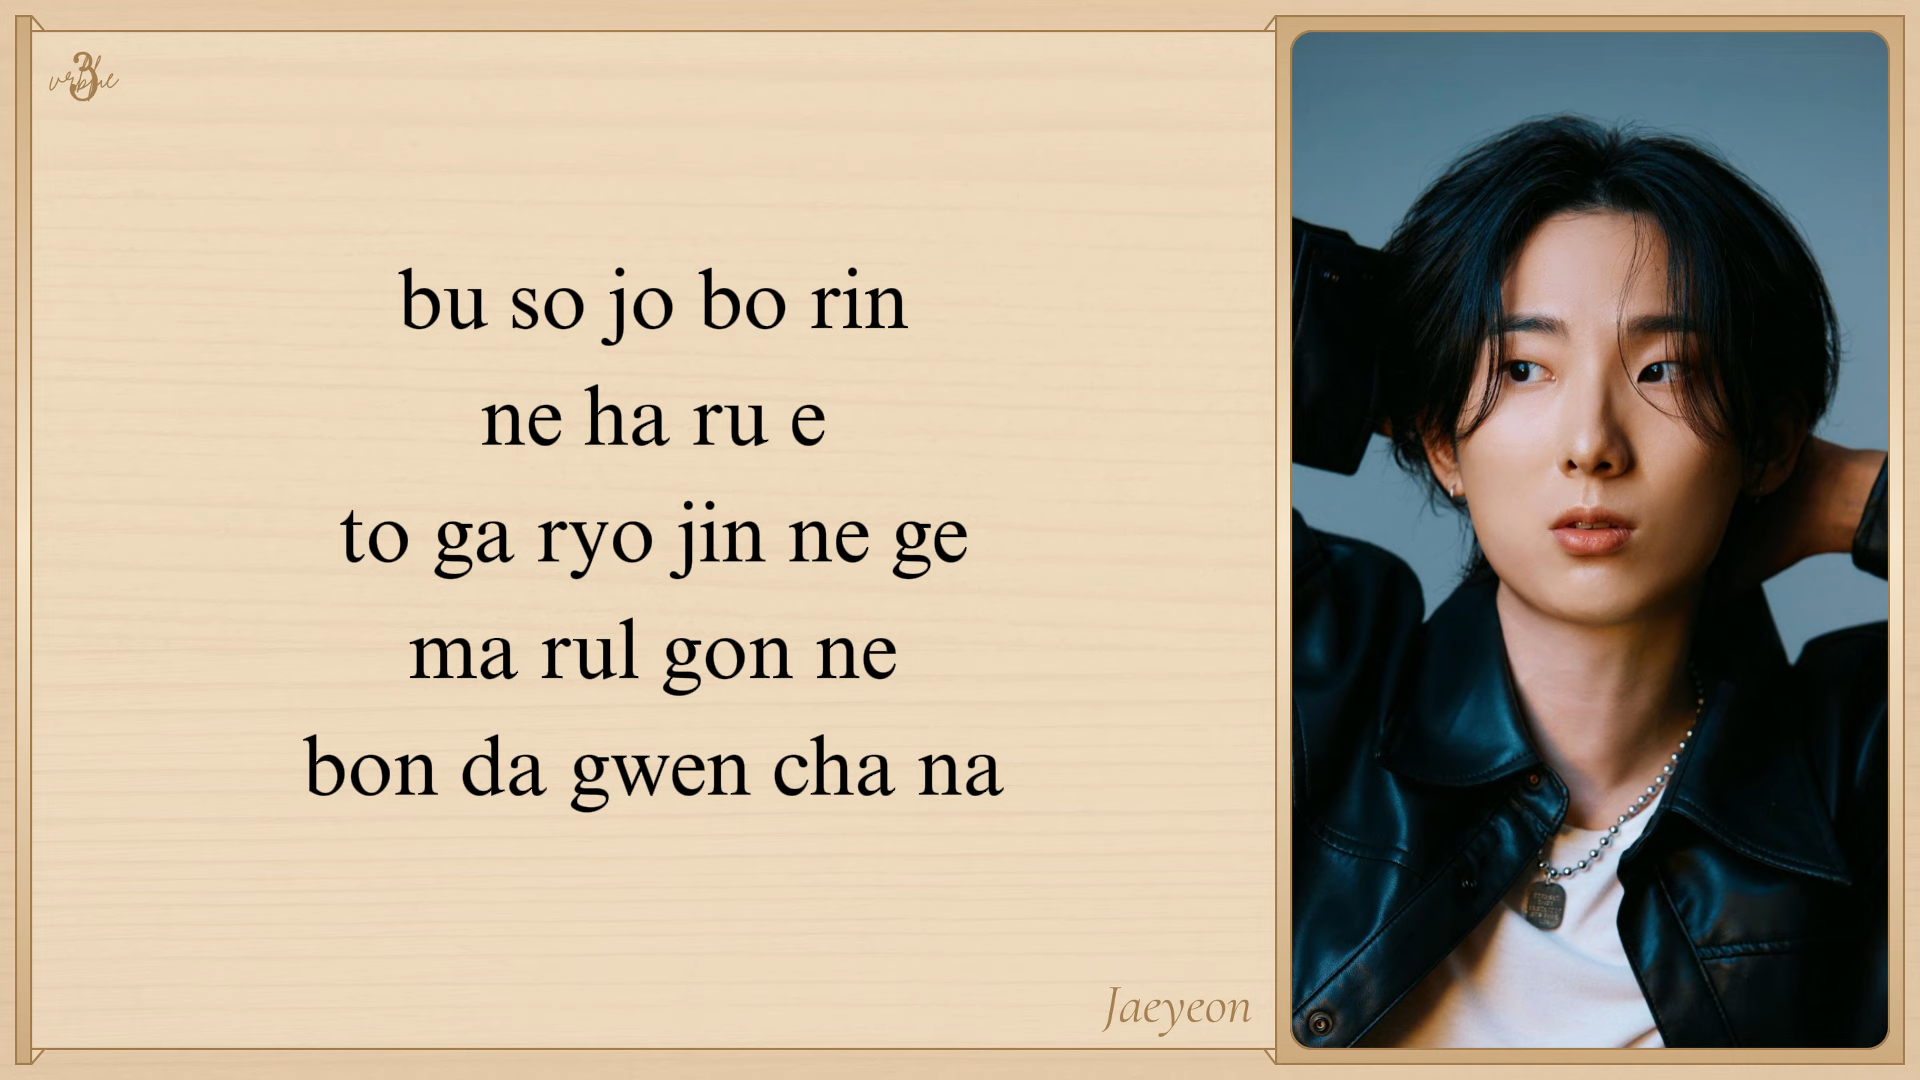 bu so jo bo rin
ne ha ru e
to ga ryo jin ne ge
ma rul gon ne
bon da gwen cha na
Jaeyeon